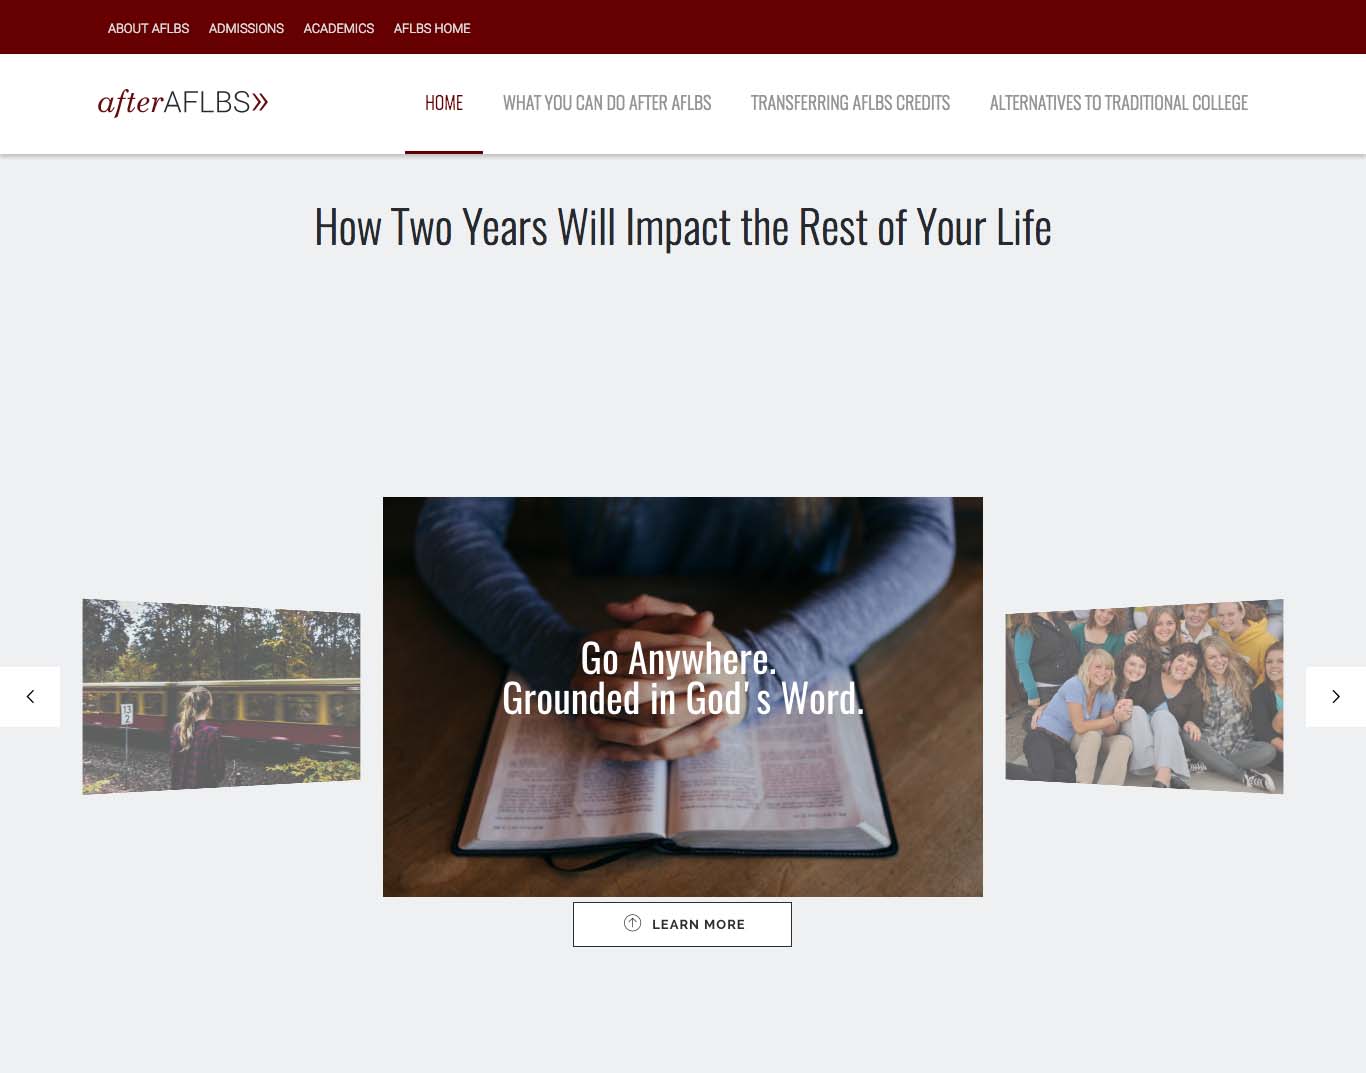 ABOUT AFLBS ADMISSIONS ACADEMICS AFLBS HOME
afterAFLBS» HOME WHAT YOU CAN DO AFTER AFLBS TRANSFERRING AFLBS CREDITS ALTERNATIVES TO TRADITIONAL COLLEGE
How Two Years Will Impact the Rest of Your Life
13
2
Go Anywhere.
Grounded in God's Word.
LEARN MORE